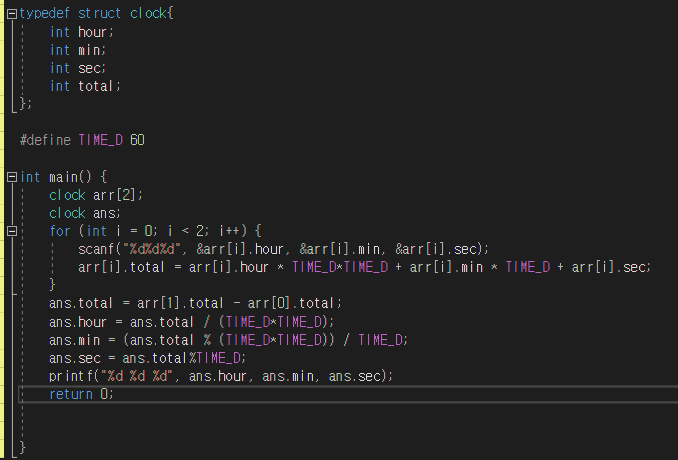 typedef struct clock{
int hour;
int min;
int sec;
int total;
};
#define TIME_D 60
int main() {
clock arr[2];
clock ans;
for (int i = 0; i < 2; i++) {
scanf("%d%d%d", &arr[i].hour, &arr[i].min, &arr[i].sec);
arr[i].total = arr[i].hour * TIME_D*TIME_D + arr[i].min * TIME_D + arr[i].sec;
}
ans.total = arr[1].total - arr[0].total;
ans.hour = ans.total / (TIME_D*TIME_D);
ans.min = (ans.total % (TIME_D*TIME_D)) / TIME_D;
ans.sec = ans.total%TIME_D;
printf("%d %d %d", ans.hour, ans.min, ans.sec);
return 0;
}